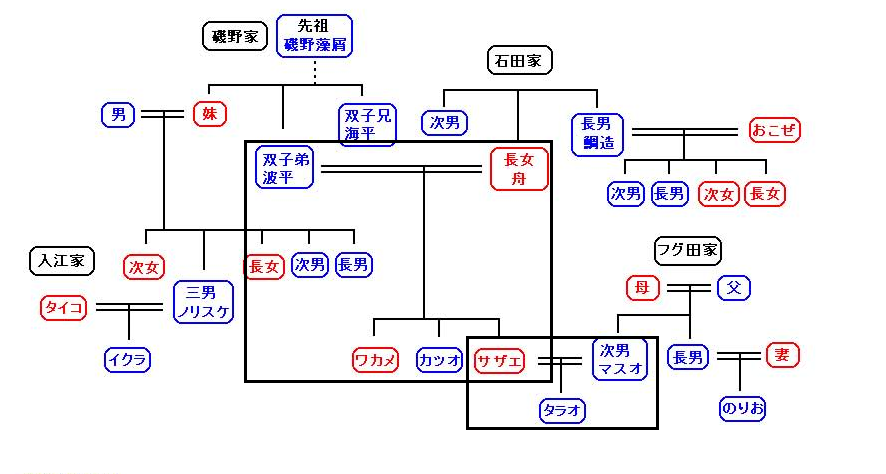 磯野家
先祖
磯野藻屑
石田家
男
妹
双子兄
海平
次男
長男
鯛造
おこぜ
双子弟
波平
長女
舟
次男
長男
次女
長女
入江家
次女
三男
ノリスケ
長女
次男
長男
フグ田家
母
父
タイコ
イクラ
ワカメ
カツオ
サザエ
次男
マスオ
長男
妻
タラオ
のりお